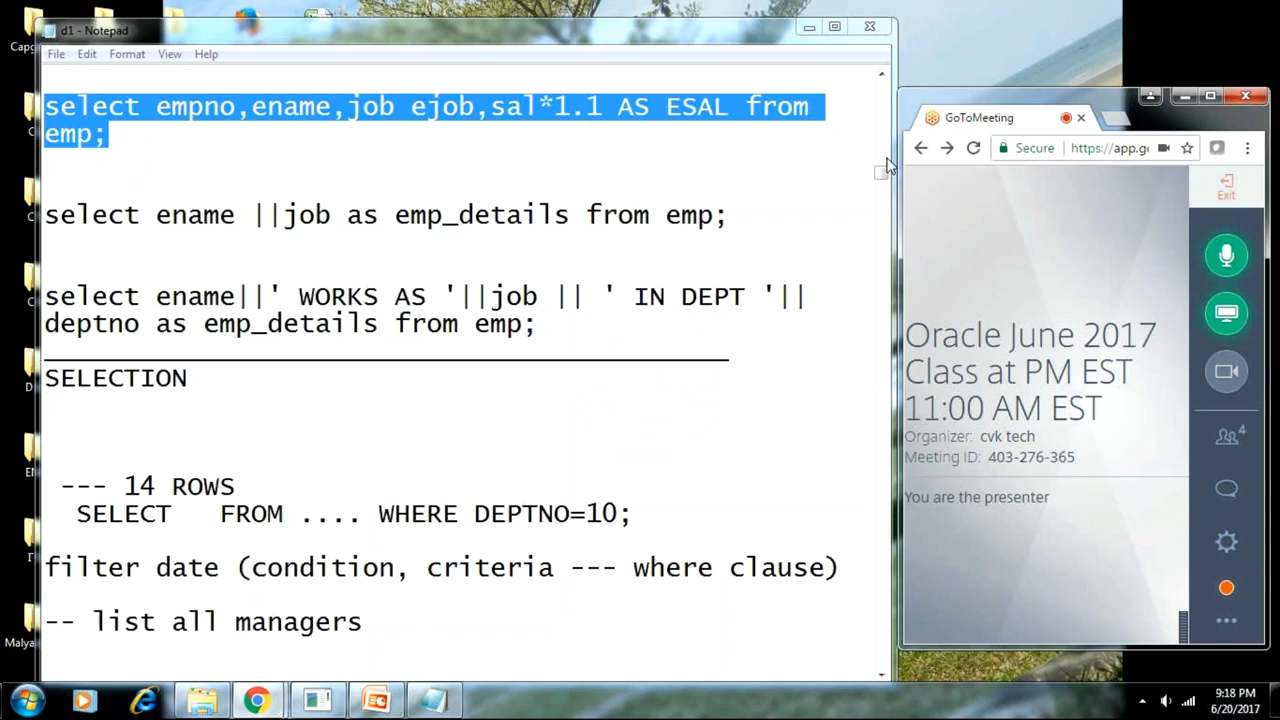 Capg
d1 - Notepad
File Edit Format View Help
select empno,ename,job ejob,sal*1.1 AS ESAL from
emp;
select ename ||job as emp_details from emp;
select ename||' WORKS AS '||job || ' IN DEPT '||
deptno as emp_details from emp;
SELECTION
--- 14 ROWS
SELECT FROM .... WHERE DEPTNO=10;
filter date (condition, criteria --- where clause)
-- list all managers
Malya
GoToMeeting
Secure https://app.go
Exit
Oracle June 2017
Class at PM EST
11:00 AM EST
Organizer: cvk tech
Meeting ID: 403-276-365
You are the presenter
4
9:18 PM
6/20/2017